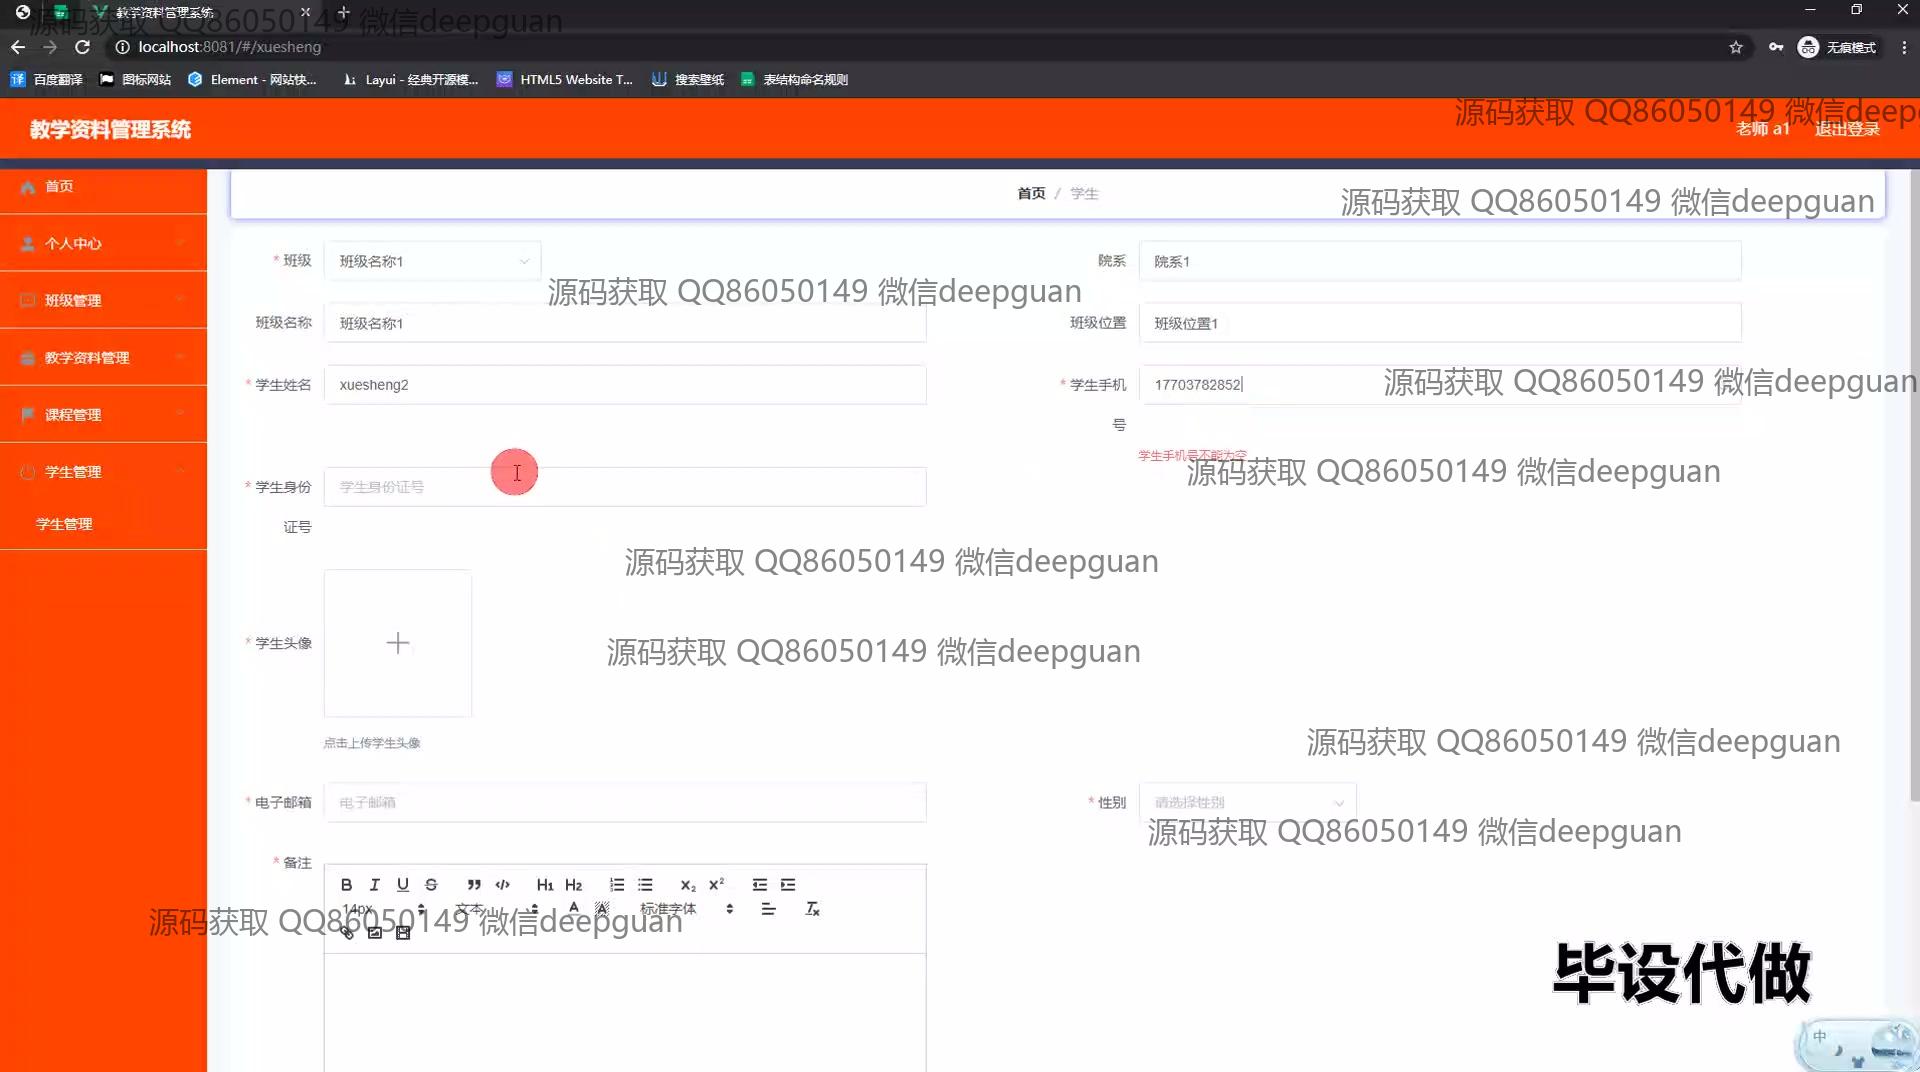 教学资料管理系统
源码获取 QQ86050149 微信deepguan
localhost:8081/#/xuesheng
无痕模式
百度翻译
图标网站
Element - 网站快...
Layui - 经典开源模...
HTML5 Website T...
搜索壁纸
表结构命名规则
教学资料管理系统
源码获取 QQ86050149 微信deep
老师 a1
退出登录
首页
个人中心
班级管理
教学资料管理
课程管理
学生管理
学生管理
首页 / 学生
源码获取 QQ86050149 微信deepguan
* 班级
班级名称1
院系
院系1
源码获取 QQ86050149 微信deepguan
班级名称
班级名称1
班级位置
班级位置1
* 学生姓名
xuesheng2
* 学生手机号
17703782852
源码获取 QQ86050149 微信deepguan
学生手机号不能为空
源码获取 QQ86050149 微信deepguan
* 学生身份证号
学生身份证号
源码获取 QQ86050149 微信deepguan
* 学生头像
源码获取 QQ86050149 微信deepguan
点击上传学生头像
源码获取 QQ86050149 微信deepguan
* 电子邮箱
电子邮箱
* 性别
请选择性别
源码获取 QQ86050149 微信deepguan
* 备注
B I U S H1 H2 X2 X2
14px 文本 A A 标准字体
源码获取 QQ86050149 微信deepguan
毕设代做
中